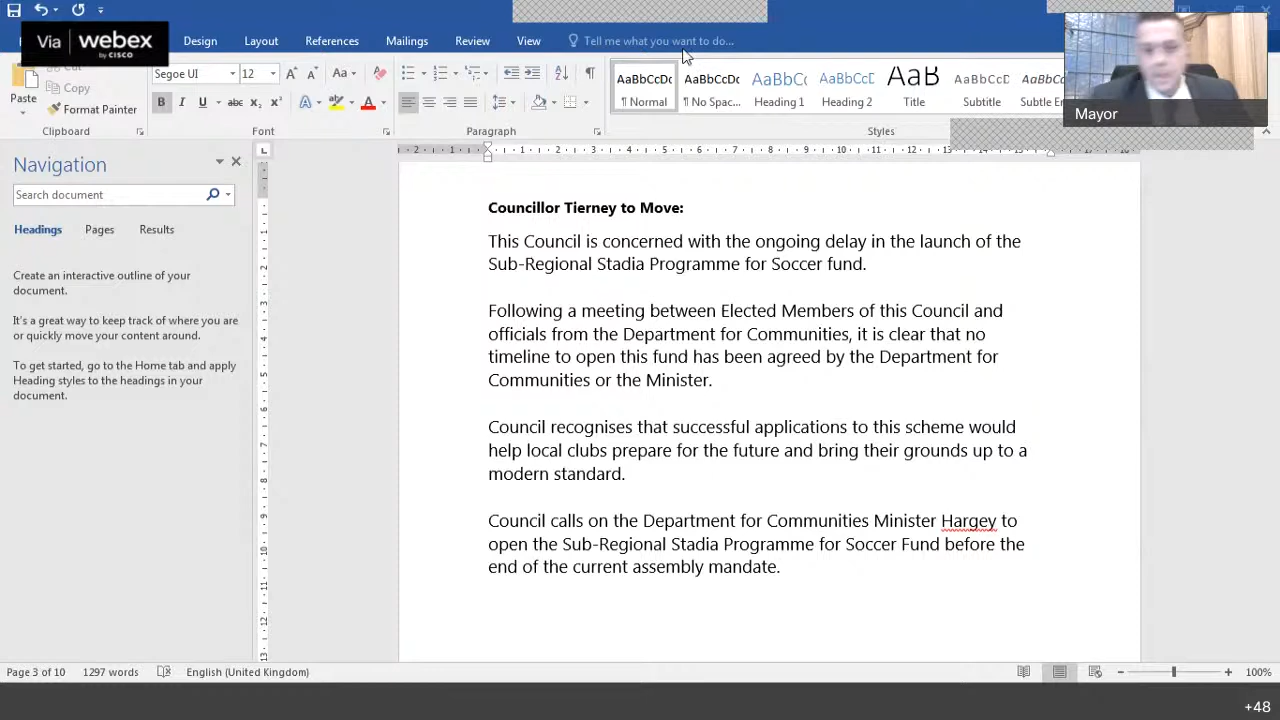 Via webex
by CISCO
Design Layout References Mailings Review View Tell me what you want to do...
Cut
Copy
Paste
Format Painter
Clipboard
Segoe UI 12
Font
Paragraph
AaBbCcDc AaBbCcDc AaBbC AaBbCcD AaB AaBbCcD
¶ Normal ¶ No Spac... Heading 1 Heading 2 Title Subtitle Subtle Em
Styles
Mayor
Navigation
Search document
Headings Pages Results
Create an interactive outline of your
document.
It's a great way to keep track of where you are
or quickly move your content around.
To get started, go to the Home tab and apply
Heading styles to the headings in your
document.
Councillor Tierney to Move:
This Council is concerned with the ongoing delay in the launch of the
Sub-Regional Stadia Programme for Soccer fund.
Following a meeting between Elected Members of this Council and
officials from the Department for Communities, it is clear that no
timeline to open this fund has been agreed by the Department for
Communities or the Minister.
Council recognises that successful applications to this scheme would
help local clubs prepare for the future and bring their grounds up to a
modern standard.
Council calls on the Department for Communities Minister Hargey to
open the Sub-Regional Stadia Programme for Soccer Fund before the
end of the current assembly mandate.
Page 3 of 10 1297 words English (United Kingdom) 100%
+48